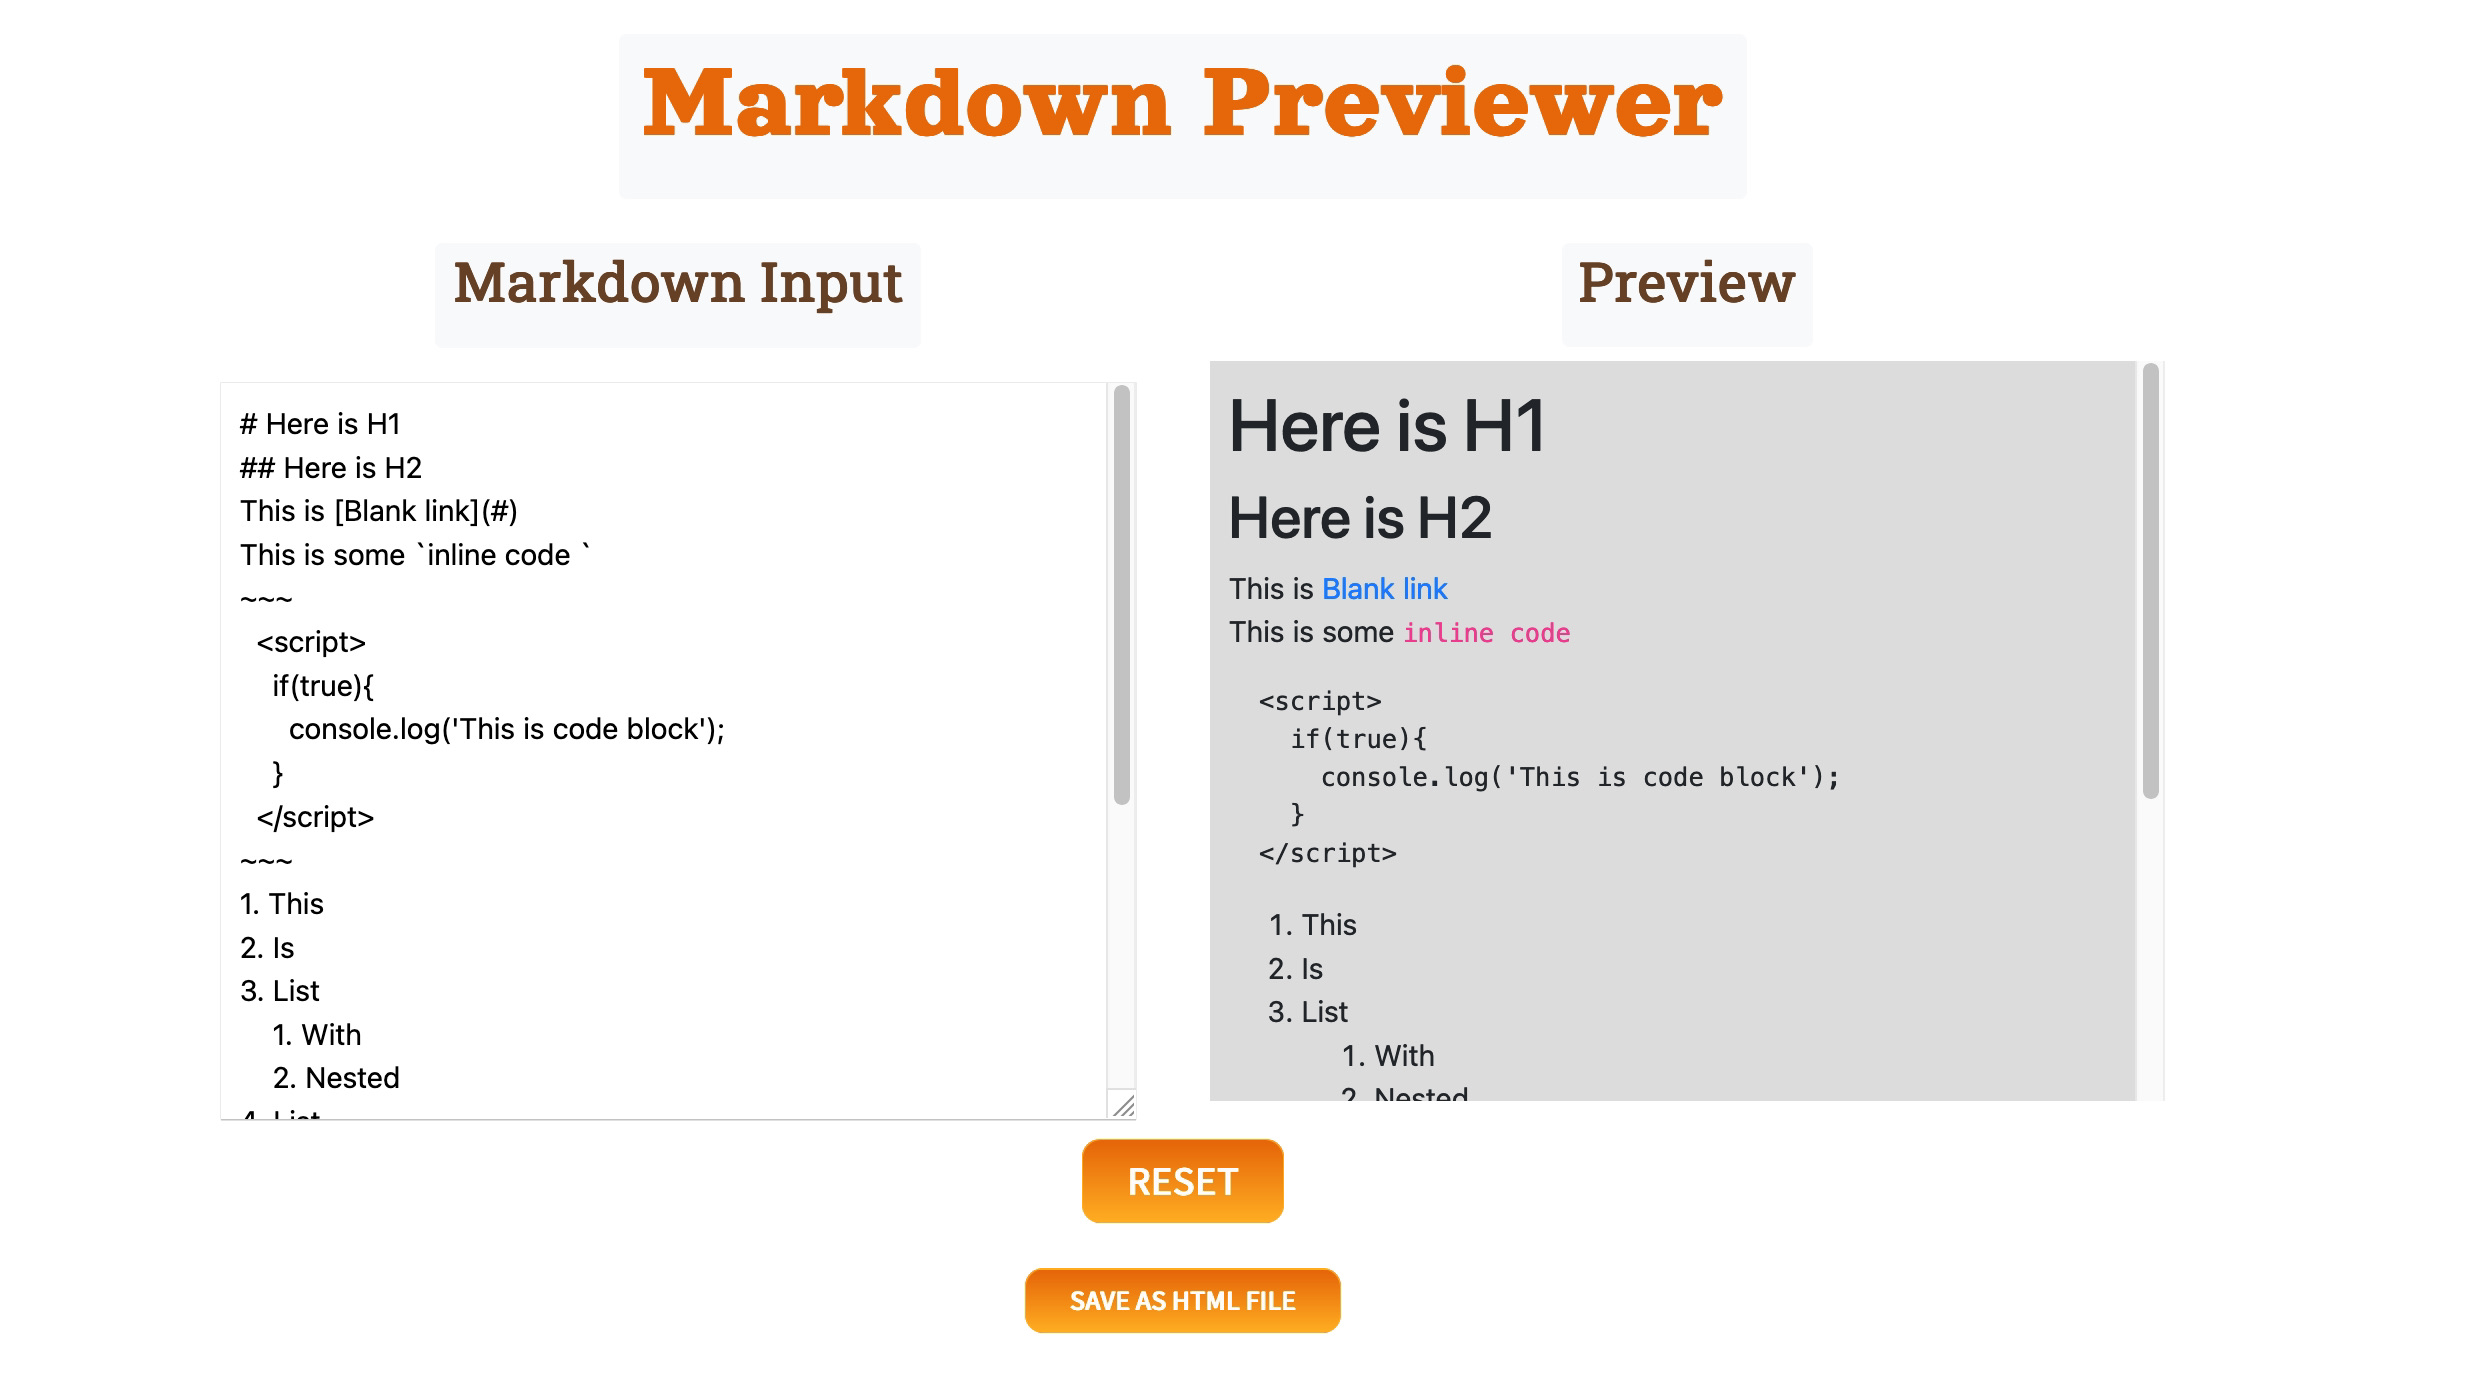 Markdown Previewer
Markdown Input
# Here is H1
## Here is H2
This is [Blank link](#)
This is some `inline code `
~~~
  <script>
    if(true){
      console.log('This is code block');
    }
  </script>
~~~
1. This
2. Is
3. List
    1. With
    2. Nested
4. List
Preview
Here is H1
Here is H2
This is Blank link
This is some inline code
  <script>
    if(true){
      console.log('This is code block');
    }
  </script>
1. This
2. Is
3. List
    1. With
    2. Nested
RESET
SAVE AS HTML FILE